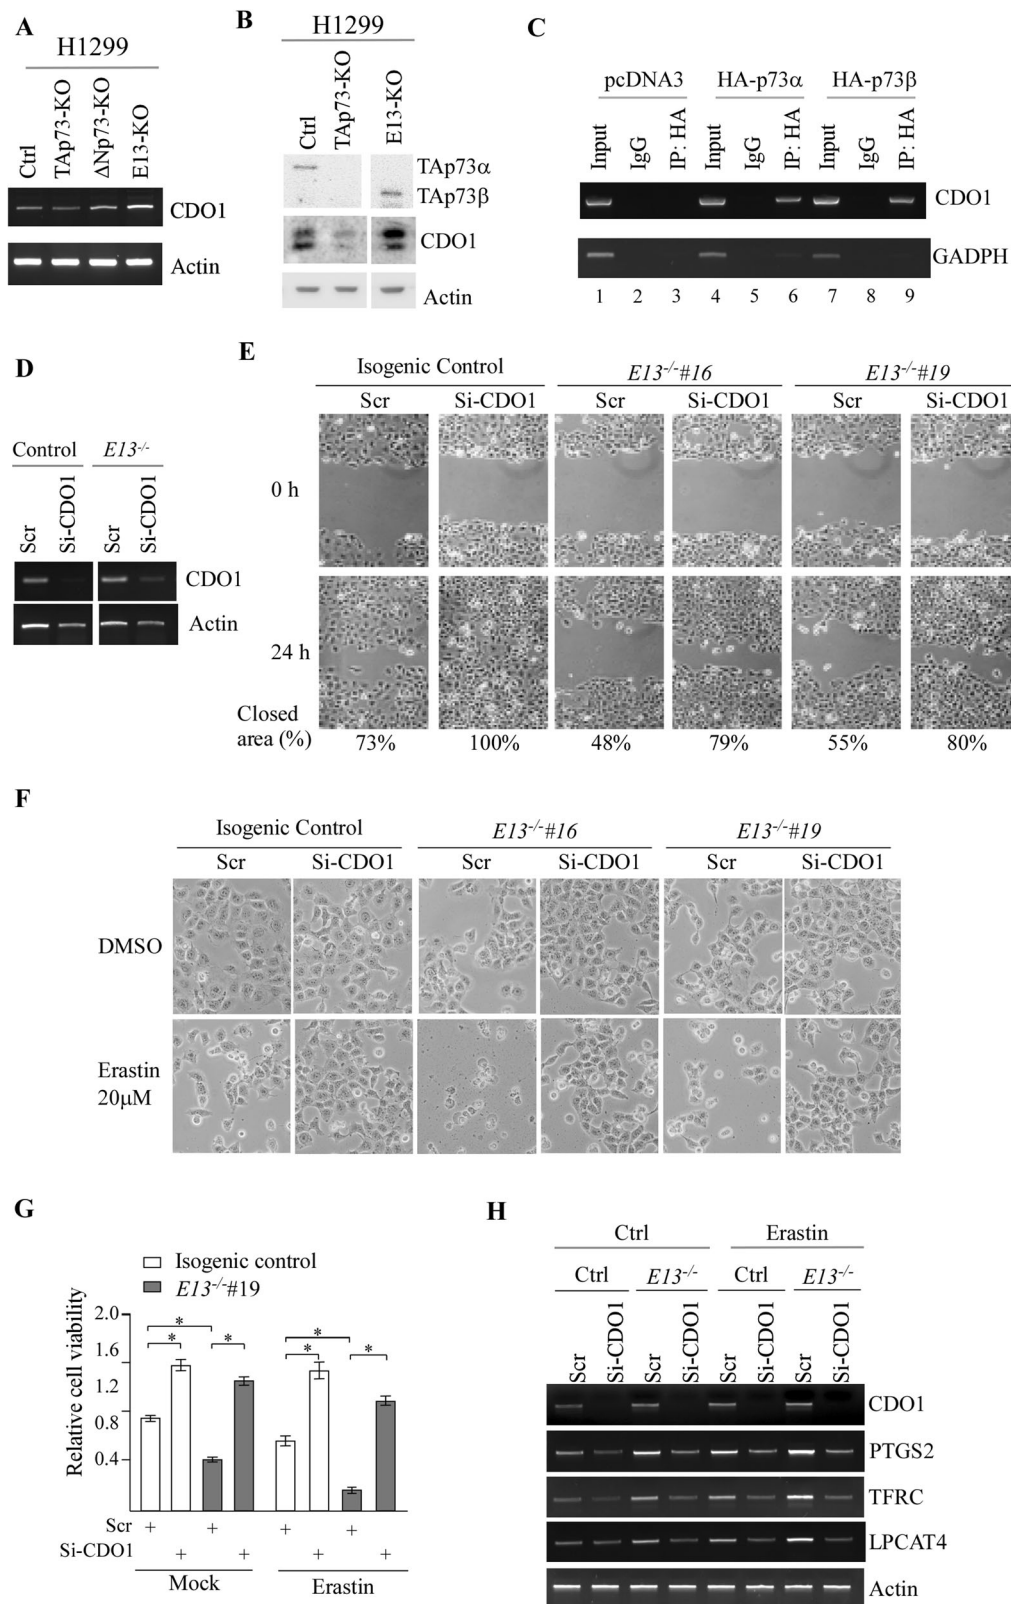 A
H1299
Ctrl
TAp73-KO
ΔNp73-KO
E13-KO
CDO1
Actin
B
H1299
Ctrl
TAp73-KO
E13-KO
TAp73α
TAp73β
CDO1
Actin
C
pcDNA3 HA-p73α HA-p73β
Input
IgG
IP: HA
Input
IgG
IP: HA
Input
IgG
IP: HA
CDO1
GADPH
1 2 3 4 5 6 7 8 9
D
Control E13-/-
Scr
Si-CDO1
Scr
Si-CDO1
CDO1
Actin
E
Isogenic Control E13-/-#16 E13-/-#19
Scr Si-CDO1 Scr Si-CDO1 Scr Si-CDO1
0 h
24 h
Closed
area (%) 73% 100% 48% 79% 55% 80%
F
Isogenic Control E13-/-#16 E13-/-#19
Scr Si-CDO1 Scr Si-CDO1 Scr Si-CDO1
DMSO
Erastin
20μM
G
Isogenic control
E13-/-#19
Relative cell viability
2.0
1.6
1.2
0.8
0.4
* * * * * *
Scr + + + +
Si-CDO1 + + + +
Mock Erastin
H
Ctrl Erastin
Ctrl E13-/- Ctrl E13-/-
Scr
Si-CDO1
Scr
Si-CDO1
Scr
Si-CDO1
Scr
Si-CDO1
CDO1
PTGS2
TFRC
LPCAT4
Actin